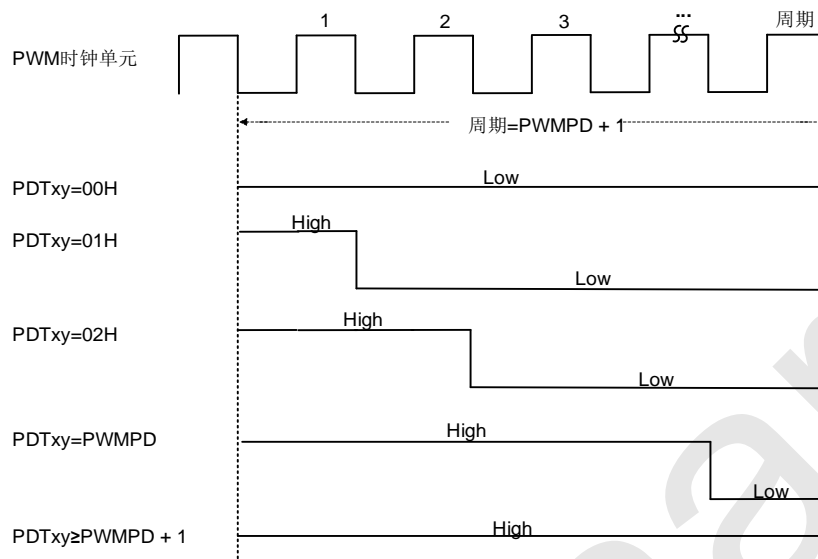 1 2 3 ... 周期
PWM时钟单元
周期=PWMPD + 1
PDTxy=00H
Low
PDTxy=01H
High
Low
PDTxy=02H
High
Low
PDTxy=PWMPD
High
Low
PDTxy≥PWMPD + 1
High